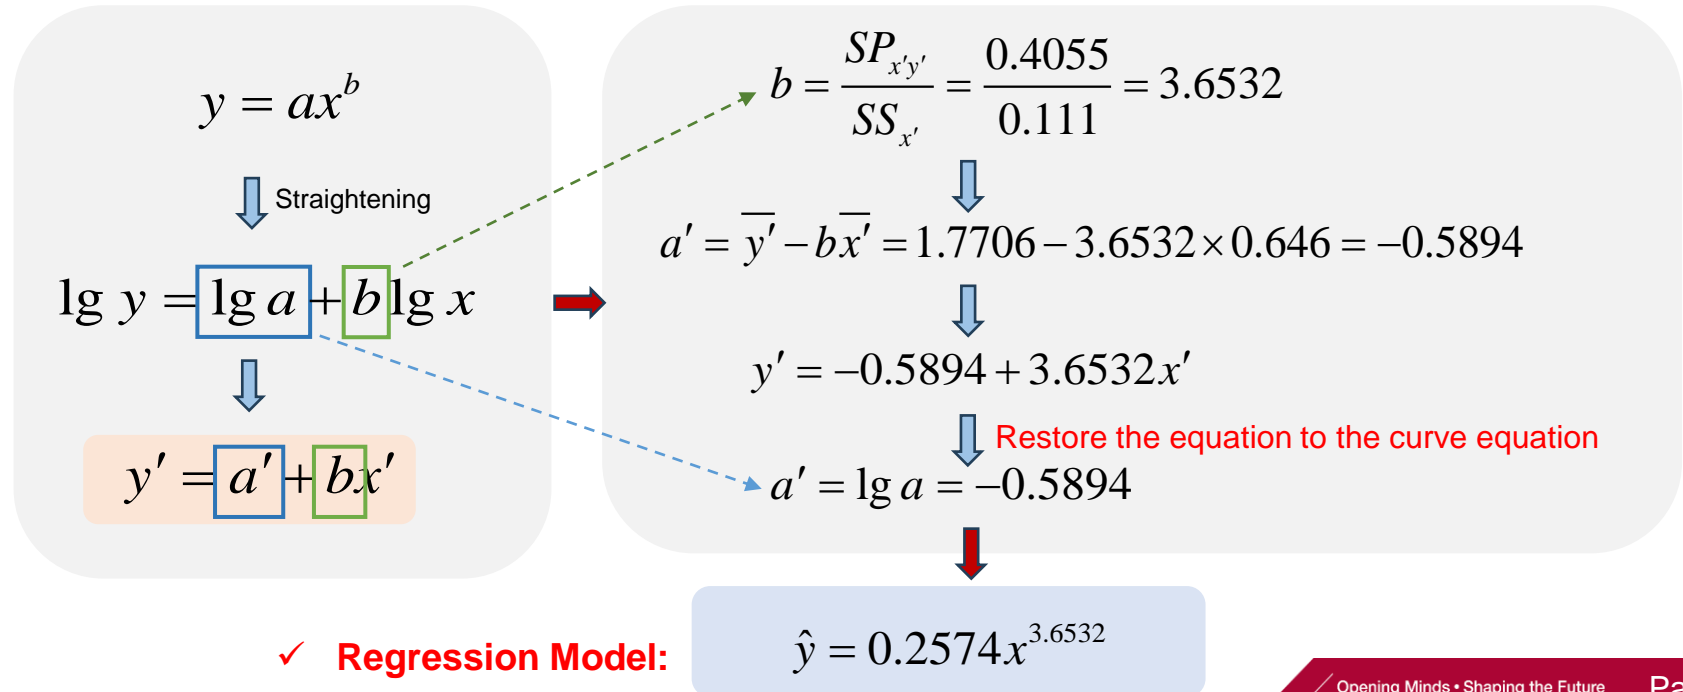 y = ax^b
Straightening
lg y = lg a + b lg x
y′ = a′ + bx′
b = SP_{x′y′} / SS_{x′} = 0.4055 / 0.111 = 3.6532
a′ = \overline{y′} − b\overline{x′} = 1.7706 − 3.6532 × 0.646 = −0.5894
y′ = −0.5894 + 3.6532x′
Restore the equation to the curve equation
a′ = lg a = −0.5894
✓ Regression Model:
ŷ = 0.2574x^{3.6532}
Opening Minds • Shaping the Future